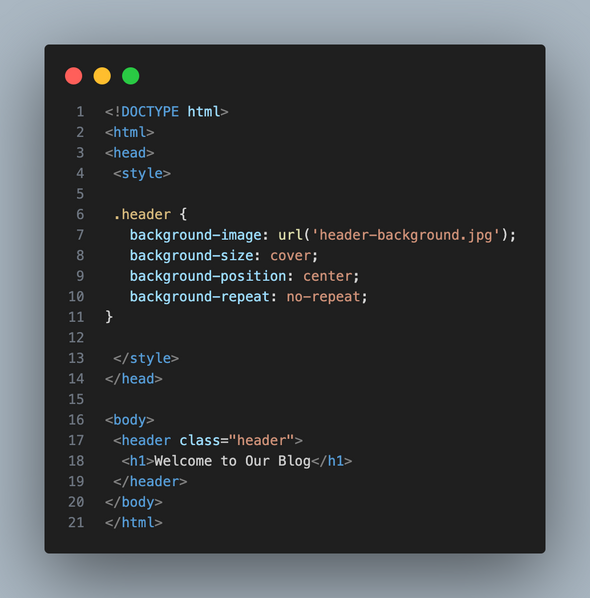 1 <!DOCTYPE html>
2 <html>
3 <head>
4  <style>
5
6  .header {
7    background-image: url('header-background.jpg');
8    background-size: cover;
9    background-position: center;
10    background-repeat: no-repeat;
11 }
12
13  </style>
14 </head>
15
16 <body>
17  <header class="header">
18   <h1>Welcome to Our Blog</h1>
19  </header>
20 </body>
21 </html>